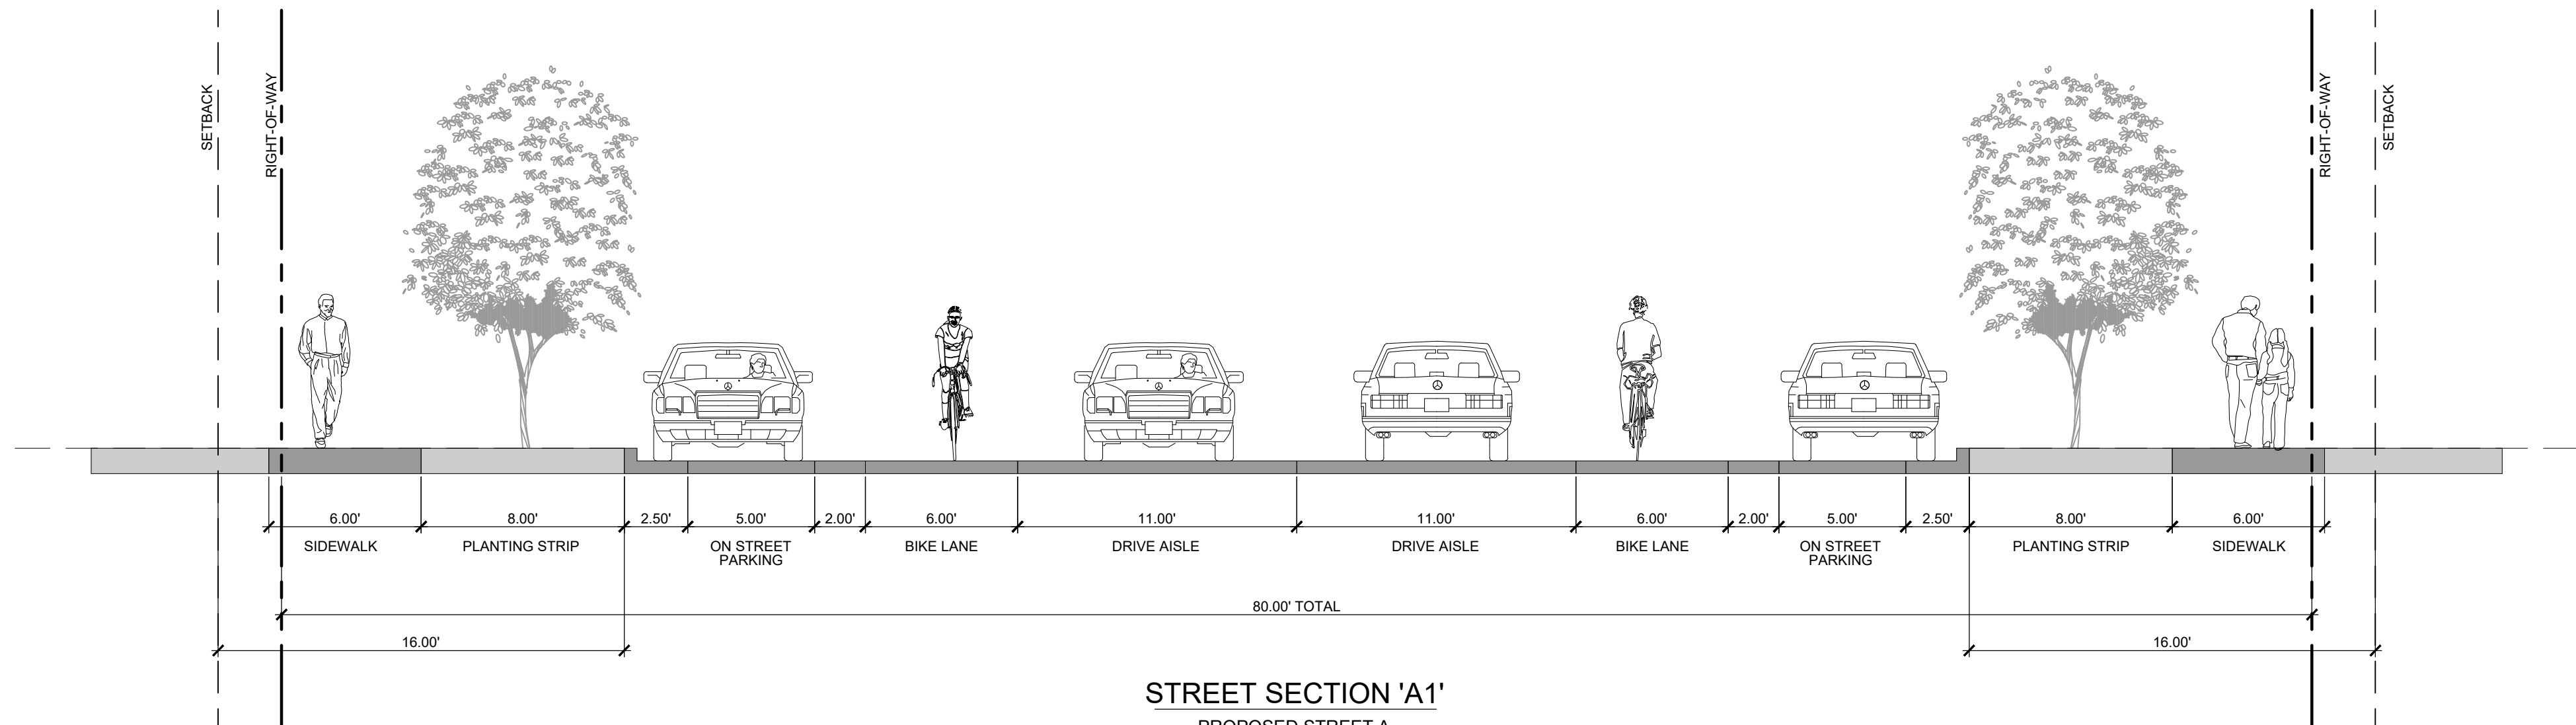 SETBACK
RIGHT-OF-WAY
RIGHT-OF-WAY
SETBACK
6.00' 8.00' 2.50' 5.00' 2.00' 6.00' 11.00' 11.00' 6.00' 2.00' 5.00' 2.50' 8.00' 6.00'
SIDEWALK PLANTING STRIP ON STREET BIKE LANE DRIVE AISLE DRIVE AISLE BIKE LANE ON STREET PLANTING STRIP SIDEWALK
PARKING PARKING
80.00' TOTAL
16.00' 16.00'
STREET SECTION 'A1'
PROPOSED STREET A